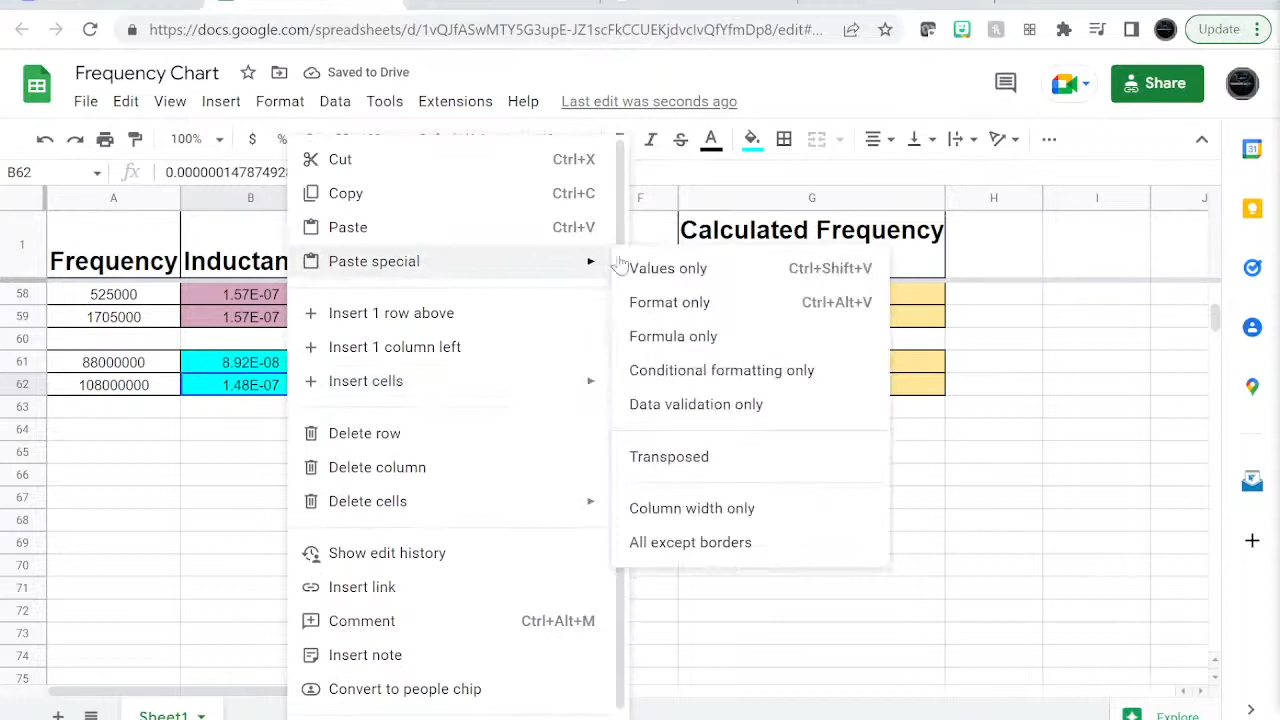 https://docs.google.com/spreadsheets/d/1vQJfASwMTY5G3upE-JZ1scFkCCUEKjdvcivQfYfmDp8/edit#...
Update
Frequency Chart
Saved to Drive
Share
File Edit View Insert Format Data Tools Extensions Help Last edit was seconds ago
100% $ %
B62 fx 0.00000014787492
A B F G H I J
1 Frequency Inductan Calculated Frequency
58 525000 1.57E-07
59 1705000 1.57E-07
60
61 88000000 8.92E-08
62 108000000 1.48E-07
63
64
65
66
67
68
69
70
71
72
73
74
75
Cut Ctrl+X
Copy Ctrl+C
Paste Ctrl+V
Paste special
Insert 1 row above
Insert 1 column left
Insert cells
Delete row
Delete column
Delete cells
Show edit history
Insert link
Comment Ctrl+Alt+M
Insert note
Convert to people chip
Values only Ctrl+Shift+V
Format only Ctrl+Alt+V
Formula only
Conditional formatting only
Data validation only
Transposed
Column width only
All except borders
31
Sheet1
Explore